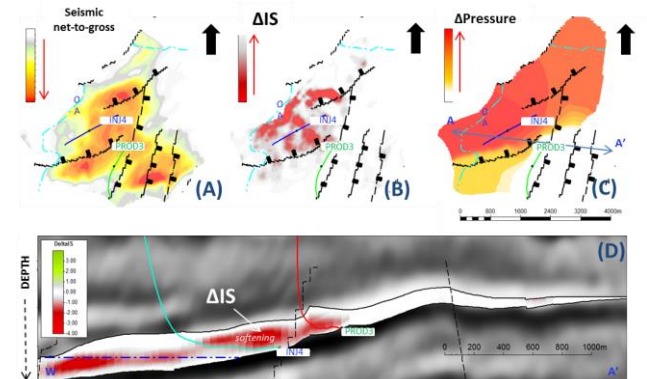 Seismic
net-to-gross
O
A
INJ4
PROD3
(A)
ΔIS
O
A
INJ4
PROD3
(B)
ΔPressure
O
A
A
INJ4
PROD3
A'
(C)
0 800 1600 2400 3200 4000m
DEPTH
DeltaIS
3.00
2.00
1.00
0.00
-1.00
-2.00
-3.00
-4.00
(D)
ΔIS
softening
INJ4
PROD3
0 200 400 600 800 1000m
W
A'